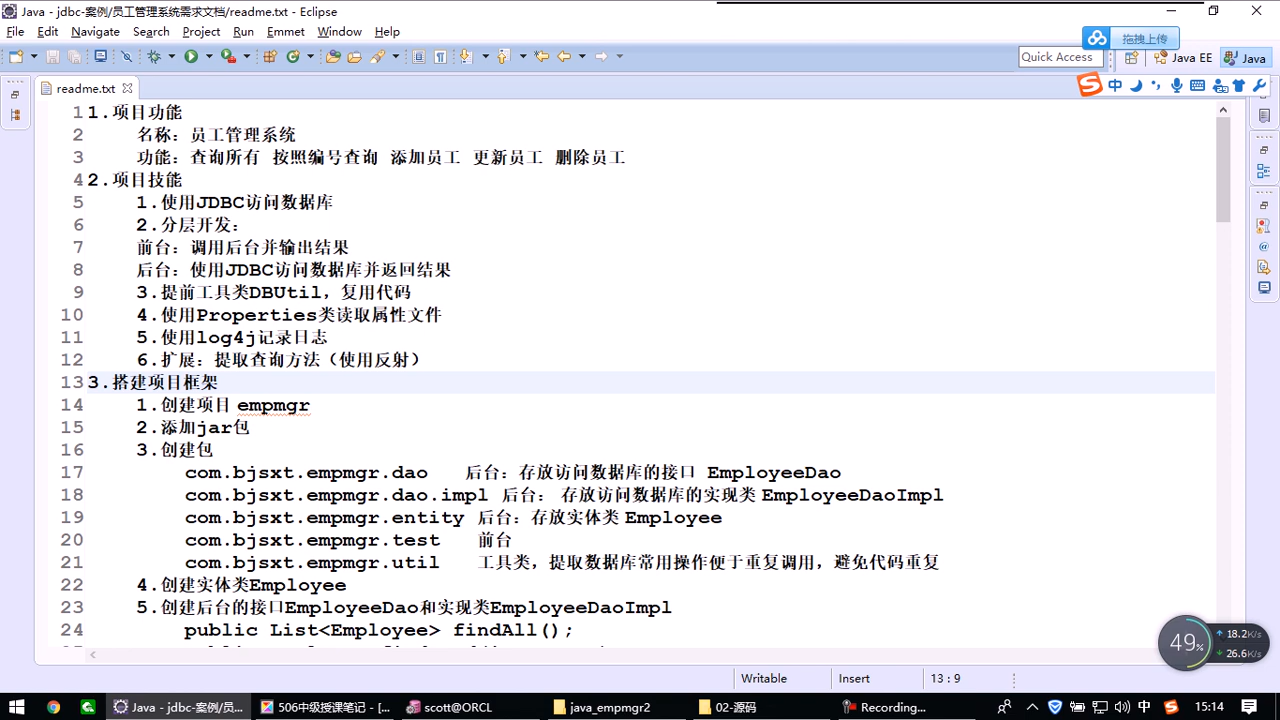 Java - jdbc-案例/员工管理系统需求文档/readme.txt - Eclipse
File Edit Navigate Search Project Run Emmet Window Help
拖拽上传
Quick Access
Java EE
Java
中
readme.txt
1 1.项目功能
2 名称：员工管理系统
3 功能：查询所有 按照编号查询 添加员工 更新员工 删除员工
4 2.项目技能
5 1.使用JDBC访问数据库
6 2.分层开发：
7 前台：调用后台并输出结果
8 后台：使用JDBC访问数据库并返回结果
9 3.提前工具类DBUtil，复用代码
10 4.使用Properties类读取属性文件
11 5.使用log4j记录日志
12 6.扩展：提取查询方法（使用反射）
13 3.搭建项目框架
14 1.创建项目 empmgr
15 2.添加jar包
16 3.创建包
17 com.bjsxt.empmgr.dao 后台：存放访问数据库的接口 EmployeeDao
18 com.bjsxt.empmgr.dao.impl 后台： 存放访问数据库的实现类 EmployeeDaoImpl
19 com.bjsxt.empmgr.entity 后台：存放实体类 Employee
20 com.bjsxt.empmgr.test 前台
21 com.bjsxt.empmgr.util 工具类，提取数据库常用操作便于重复调用，避免代码重复
22 4.创建实体类Employee
23 5.创建后台的接口EmployeeDao和实现类EmployeeDaoImpl
24 public List<Employee> findAll();
49%
18.2K/s
26.6K/s
Writable Insert 13 : 9
Java - jdbc-案例/员...
506中级授课笔记 - [...
scott@ORCL
java_empmgr2
02-源码
Recording...
中
15:14